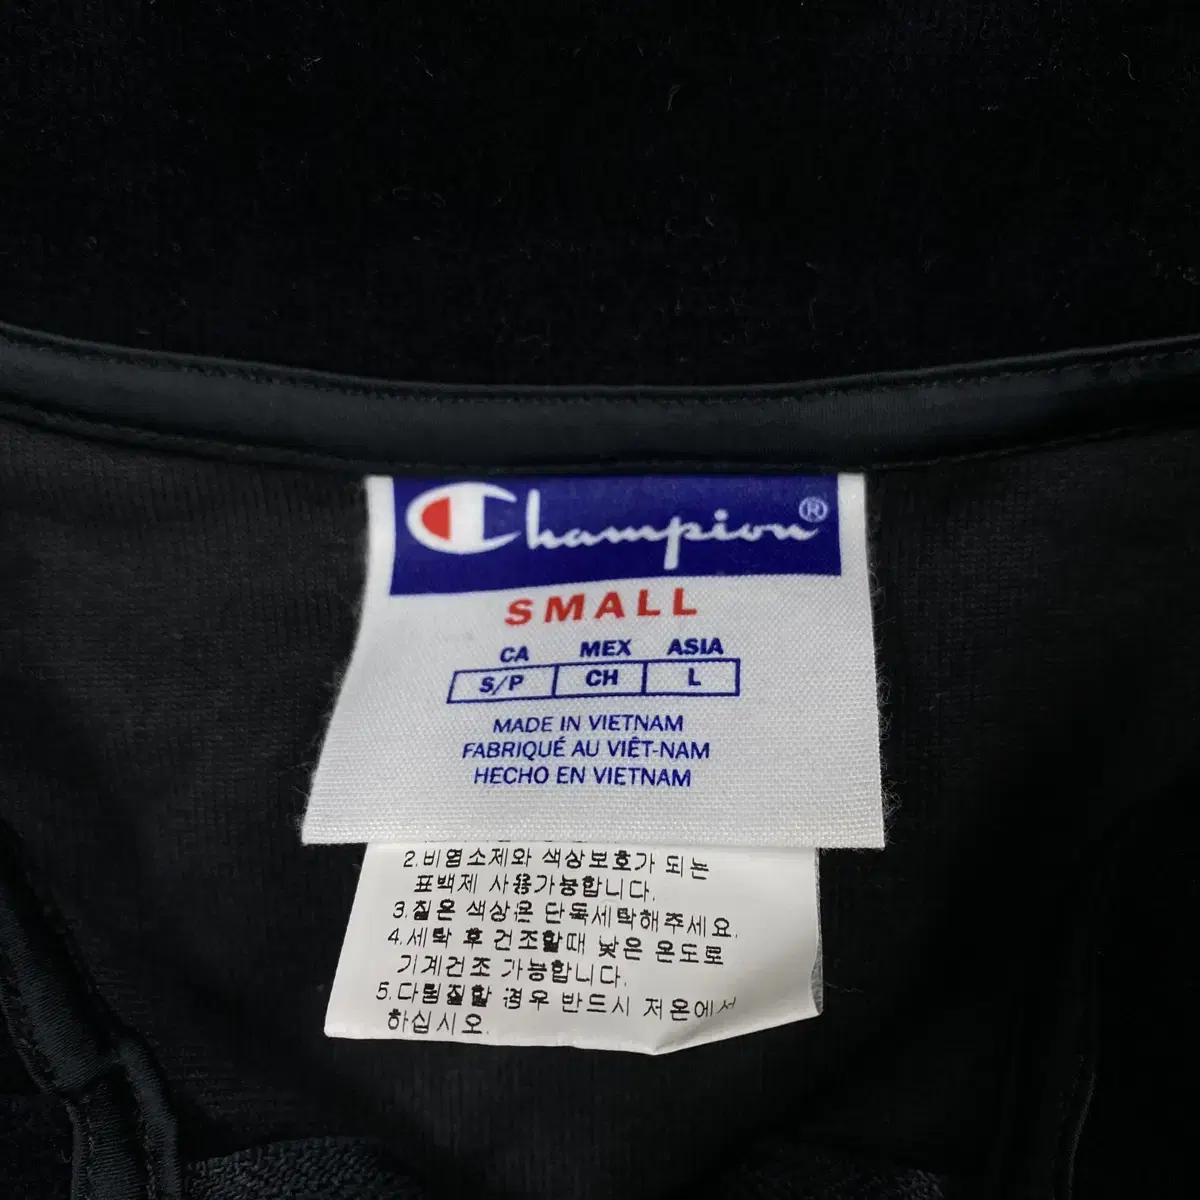 Champion®
SMALL
CA MEX ASIA
S/P CH L
MADE IN VIETNAM
FABRIQUÉ AU VIÊT-NAM
HECHO EN VIETNAM
2.비염소제와 색상보호가 되는
표백제 사용가능합니다.
3.짙은 색상은 단독세탁해주세요.
4.세탁 후 건조할때 낮은 온도로
기계건조 가능합니다.
5.다림질할 경우 반드시 저온에서
하십시오.